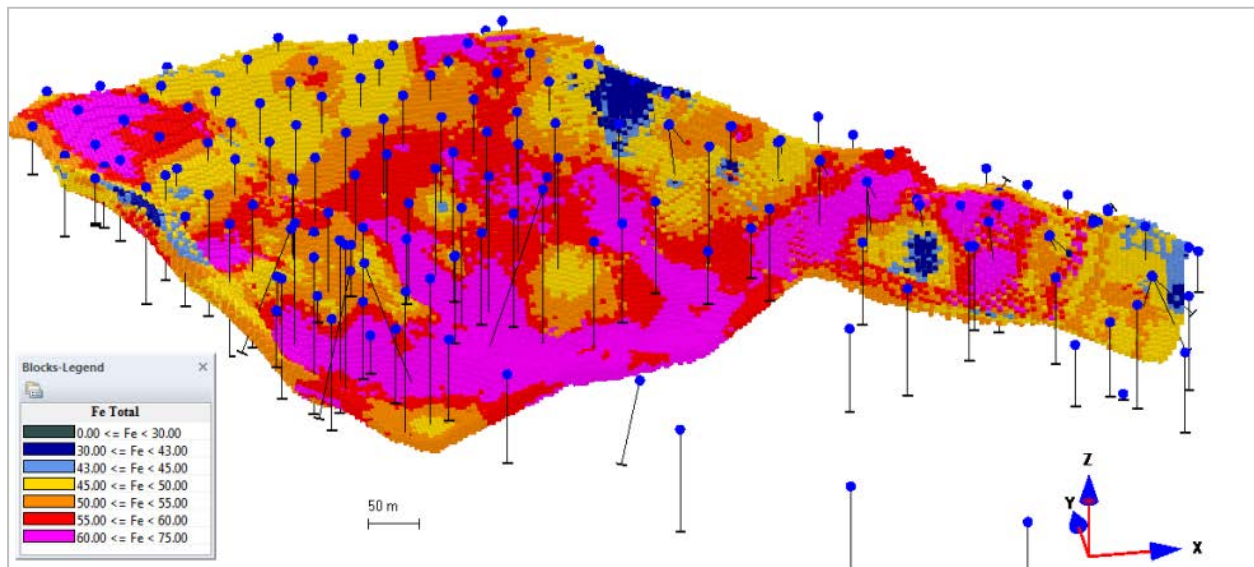 Blocks-Legend
Fe Total
0.00 <= Fe < 30.00
30.00 <= Fe < 43.00
43.00 <= Fe < 45.00
45.00 <= Fe < 50.00
50.00 <= Fe < 55.00
55.00 <= Fe < 60.00
60.00 <= Fe < 75.00
50 m
Z
Y
X